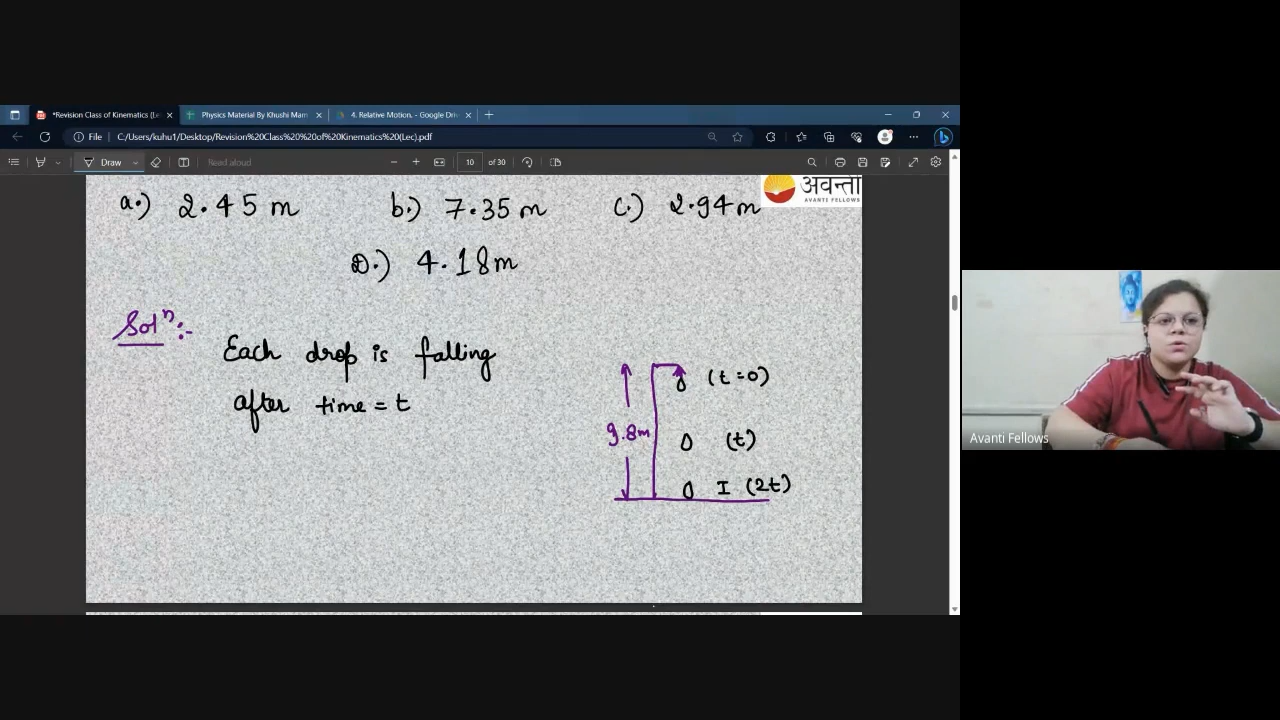 *Revision Class of Kinematics (Le
Physics Material By Khushi Mam
4. Relative Motion. - Google Dri
File
C:/Users/kuhu1/Desktop/Revision%20Class%20%20of%20Kinematics%20(Lec).pdf
Draw
Read aloud
10 of 30
अवन्ती
AVANTI FELLOWS
a.) 2.45 m b.) 7.35 m c.) 2.94 m
D.) 4.18m
Solⁿ:-
Each drop is falling
after time = t
(t=0)
9.8m
(t)
I (2t)
Avanti Fellows